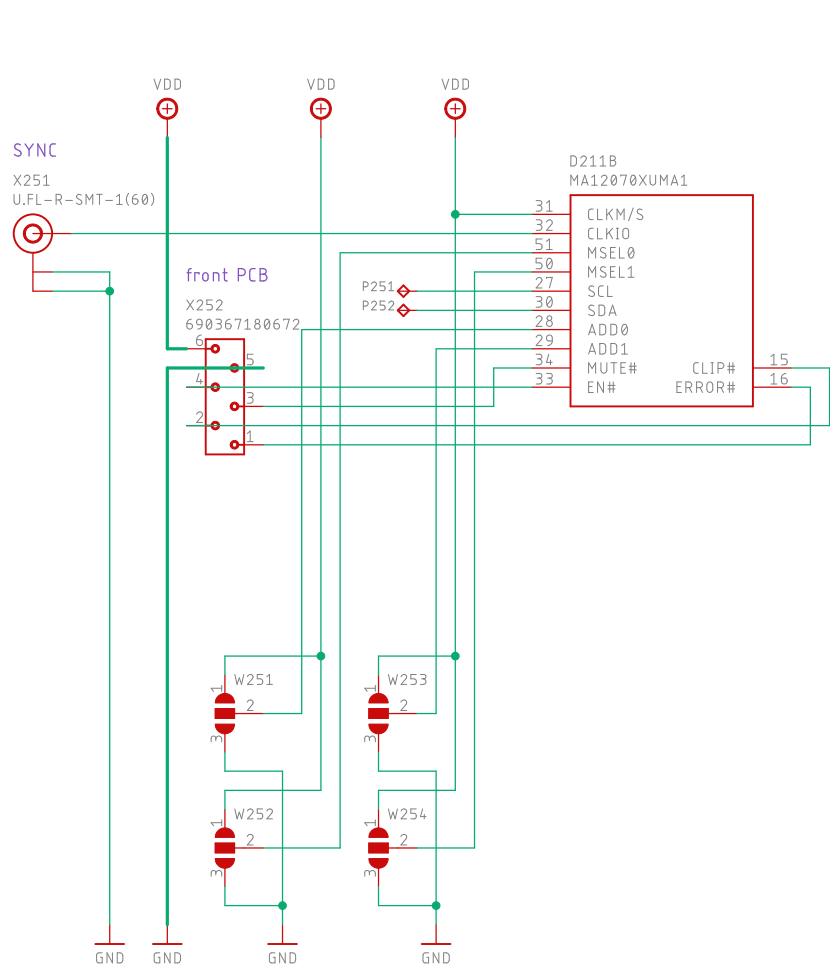 VDD
VDD
VDD
SYNC
X251
U.FL-R-SMT-1(60)
D211B
MA12070XUMA1
31 CLKM/S
32 CLKIO
51 MSEL0
50 MSEL1
front PCB
P251
27 SCL
P252
30 SDA
X252
690367180672
28 ADD0
29 ADD1
6
5
34 MUTE#
CLIP# 15
4
33 EN#
ERROR# 16
3
2
1
W251
1
2
3
W253
1
2
3
W252
1
2
3
W254
1
2
3
GND
GND
GND
GND